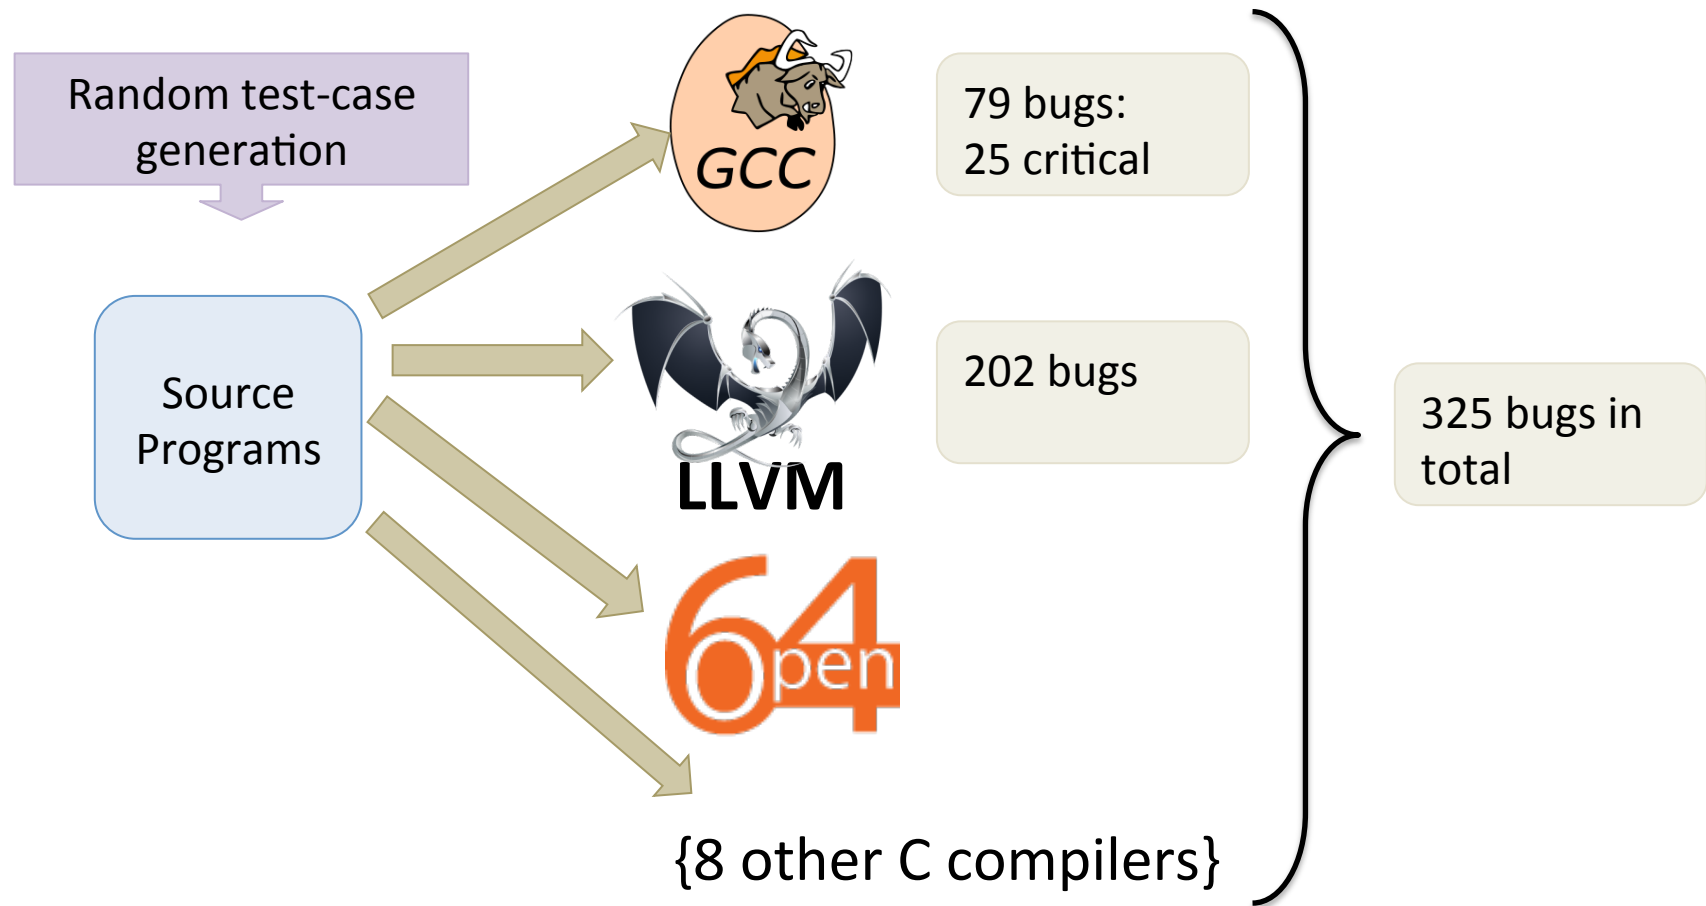 Random test-case
generation
GCC
79 bugs:
25 critical
Source
Programs
LLVM
202 bugs
325 bugs in
total
64
Open
{8 other C compilers}